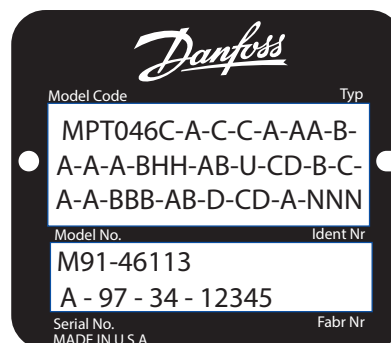 Danfoss
Model Code Typ
MPT046C-A-C-C-A-AA-B-
A-A-A-BHH-AB-U-CD-B-C-
A-A-BBB-AB-D-CD-A-NNN
Model No. Ident Nr
M91-46113
A - 97 - 34 - 12345
Serial No. Fabr Nr
MADE IN U.S.A.